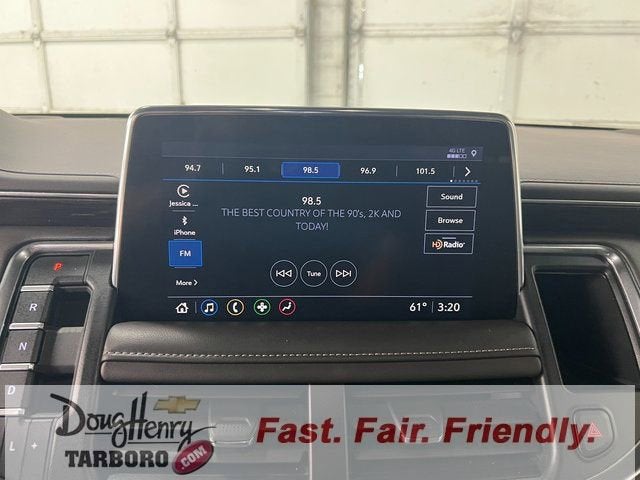 4G LTE
94.7 95.1 98.5 96.9 101.5
98.5
THE BEST COUNTRY OF THE 90's, 2K AND
TODAY!
Jessica ...
iPhone
FM
More >
Sound
Browse
HD Radio
Tune
61° 3:20
P
R
N
D
L +
Doug Henry
TARBORO .COM
Fast. Fair. Friendly.